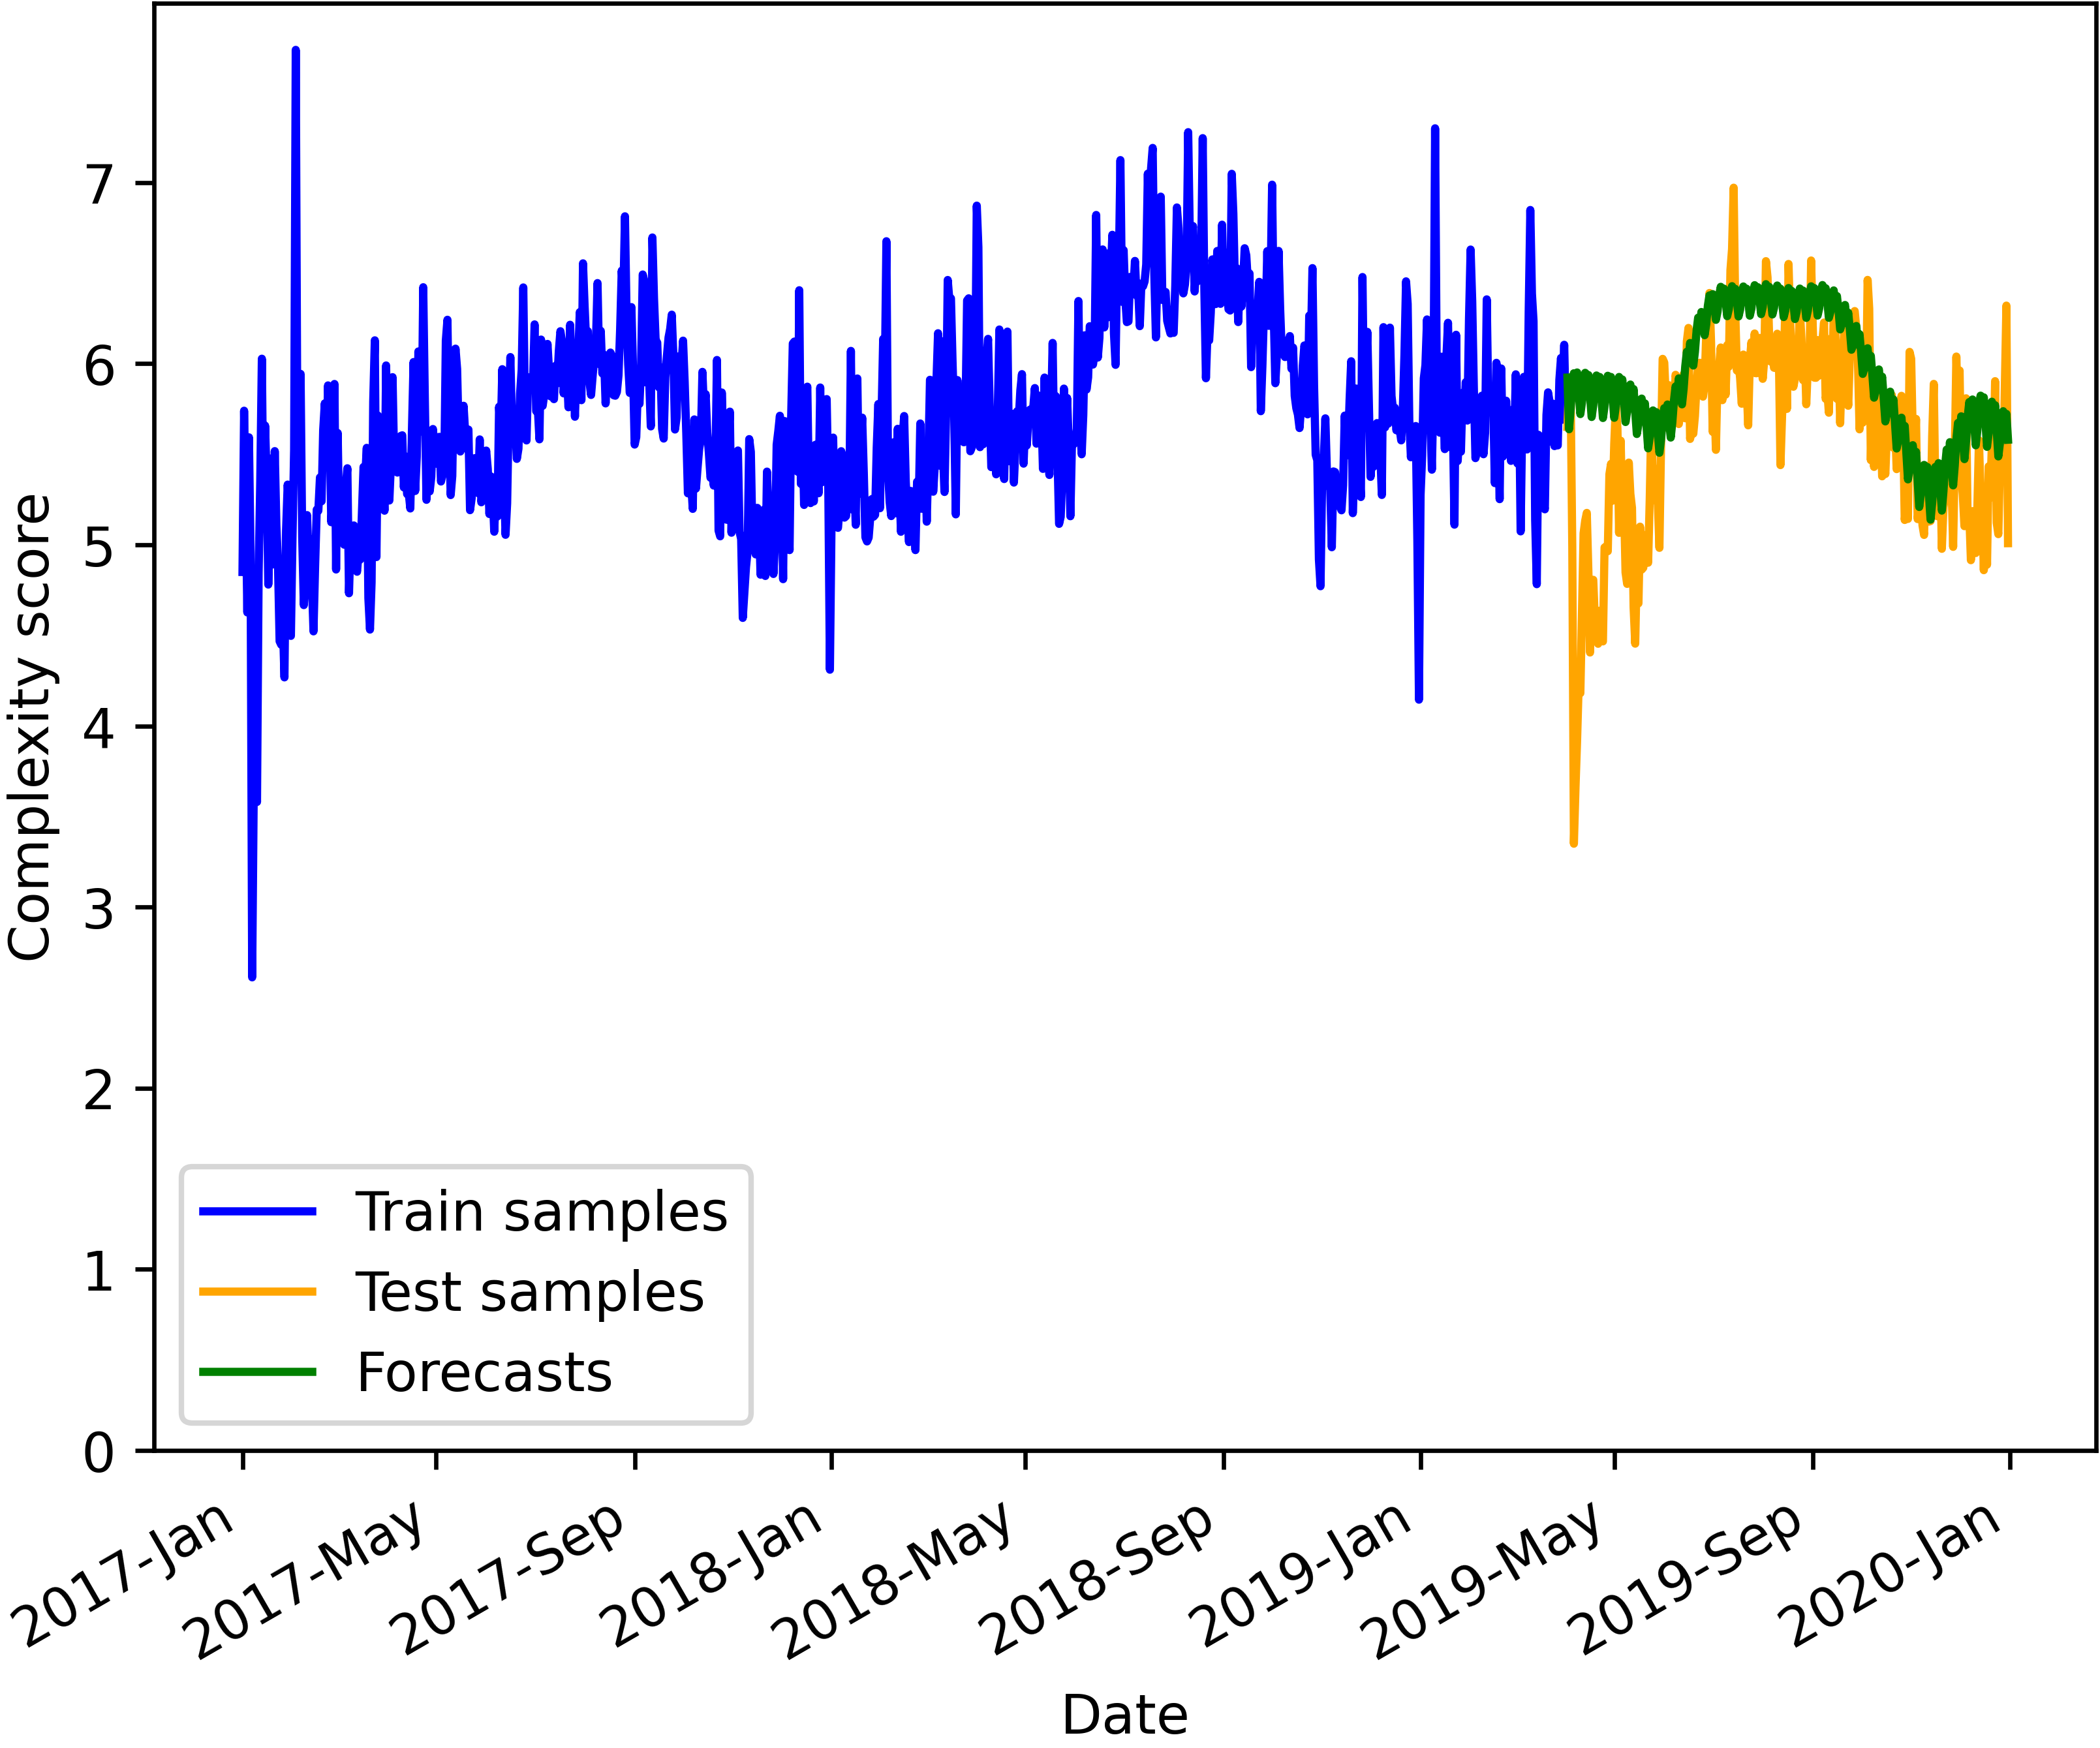 Complexity score
7
6
5
4
3
2
1
0
Train samples
Test samples
Forecasts
2017-Jan
2017-May
2017-Sep
2018-Jan
2018-May
2018-Sep
2019-Jan
2019-May
2019-Sep
2020-Jan
Date